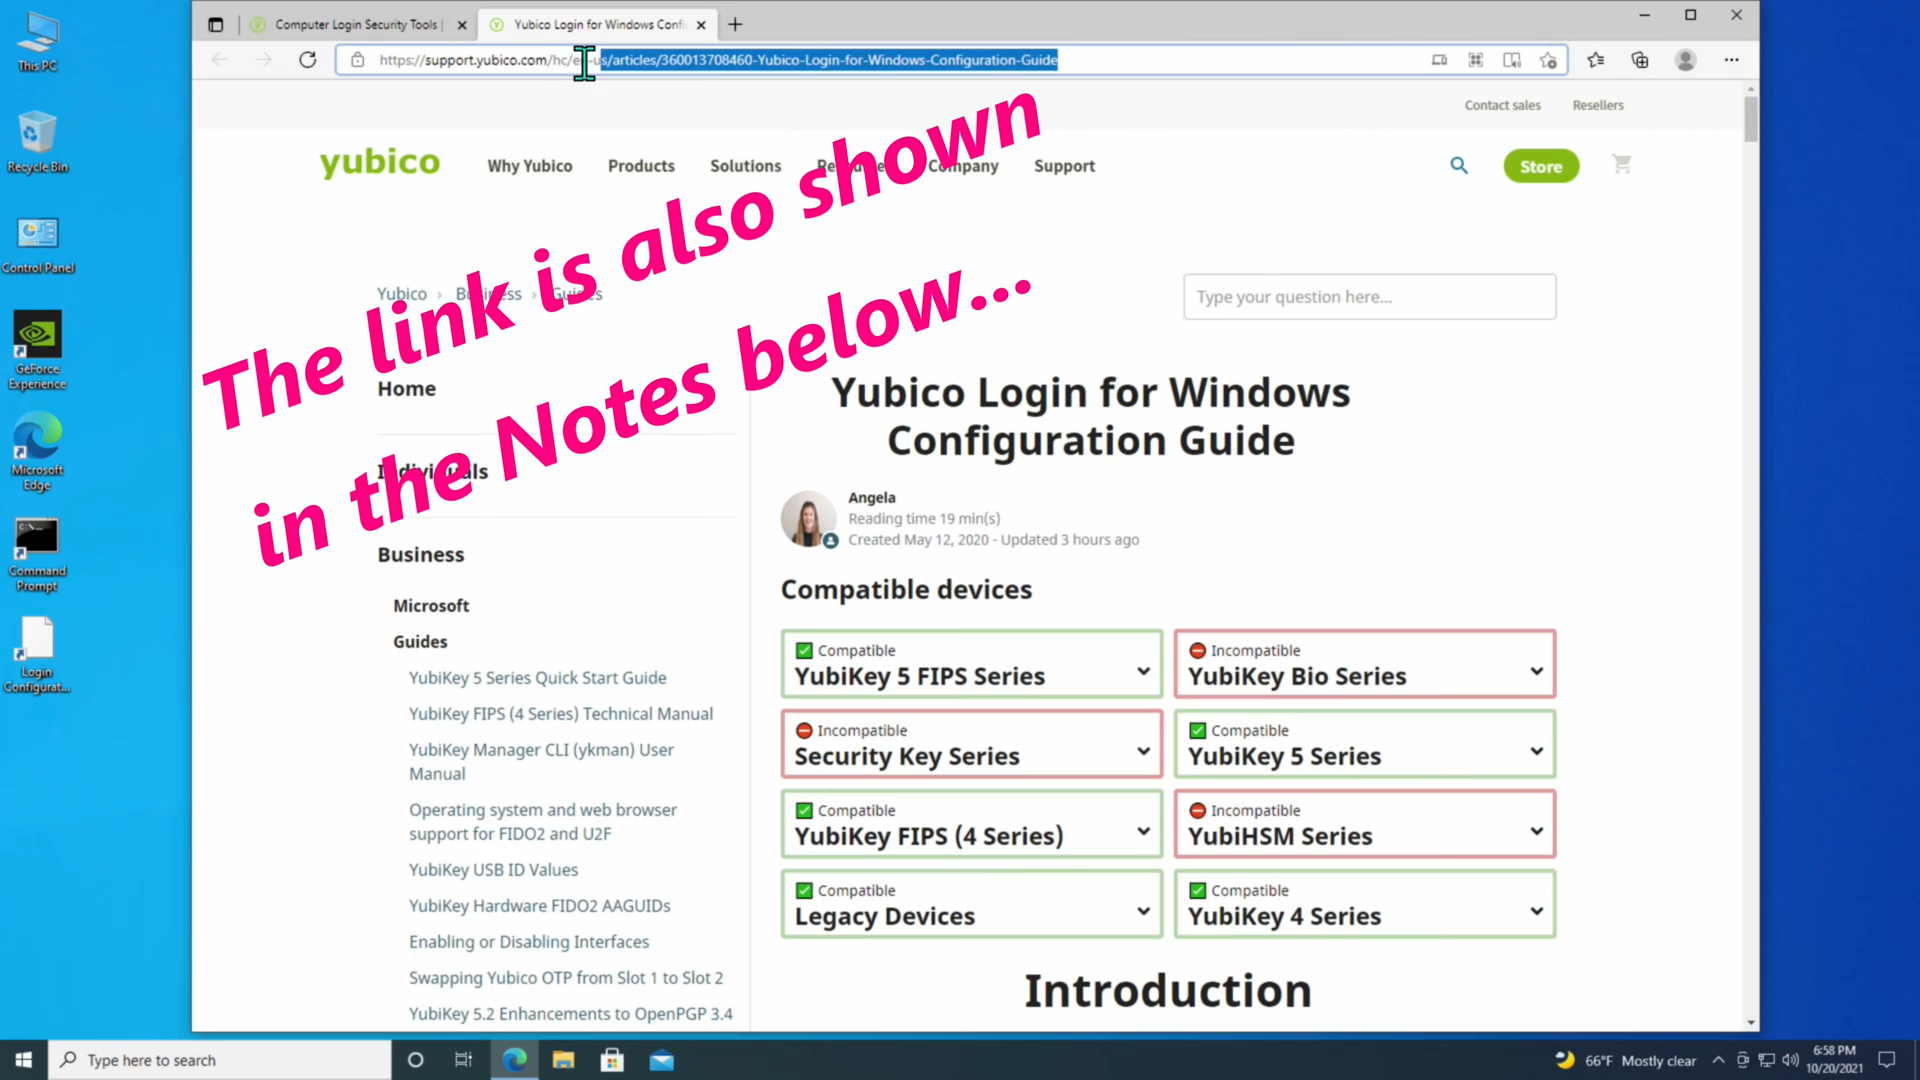 This PC
Recycle Bin
Control Panel
GeForce
Experience
Microsoft
Edge
Command
Prompt
Login
Configurat...
Computer Login Security Tools |
Yubico Login for Windows Confi
https://support.yubico.com/hc/en-us/articles/360013708460-Yubico-Login-for-Windows-Configuration-Guide
Contact sales
Resellers
yubico
Why Yubico
Products
Solutions
Company
Support
Store
The link is also shown
in the Notes below...
Yubico
Business
Guides
Type your question here...
Home
Individuals
Business
Microsoft
Guides
YubiKey 5 Series Quick Start Guide
YubiKey FIPS (4 Series) Technical Manual
YubiKey Manager CLI (ykman) User
Manual
Operating system and web browser
support for FIDO2 and U2F
YubiKey USB ID Values
YubiKey Hardware FIDO2 AAGUIDs
Enabling or Disabling Interfaces
Swapping Yubico OTP from Slot 1 to Slot 2
YubiKey 5.2 Enhancements to OpenPGP 3.4
Yubico Login for Windows
Configuration Guide
Angela
Reading time 19 min(s)
Created May 12, 2020 - Updated 3 hours ago
Compatible devices
Compatible
YubiKey 5 FIPS Series
Incompatible
YubiKey Bio Series
Incompatible
Security Key Series
Compatible
YubiKey 5 Series
Compatible
YubiKey FIPS (4 Series)
Incompatible
YubiHSM Series
Compatible
Legacy Devices
Compatible
YubiKey 4 Series
Introduction
Type here to search
66°F Mostly clear
6:58 PM
10/20/2021